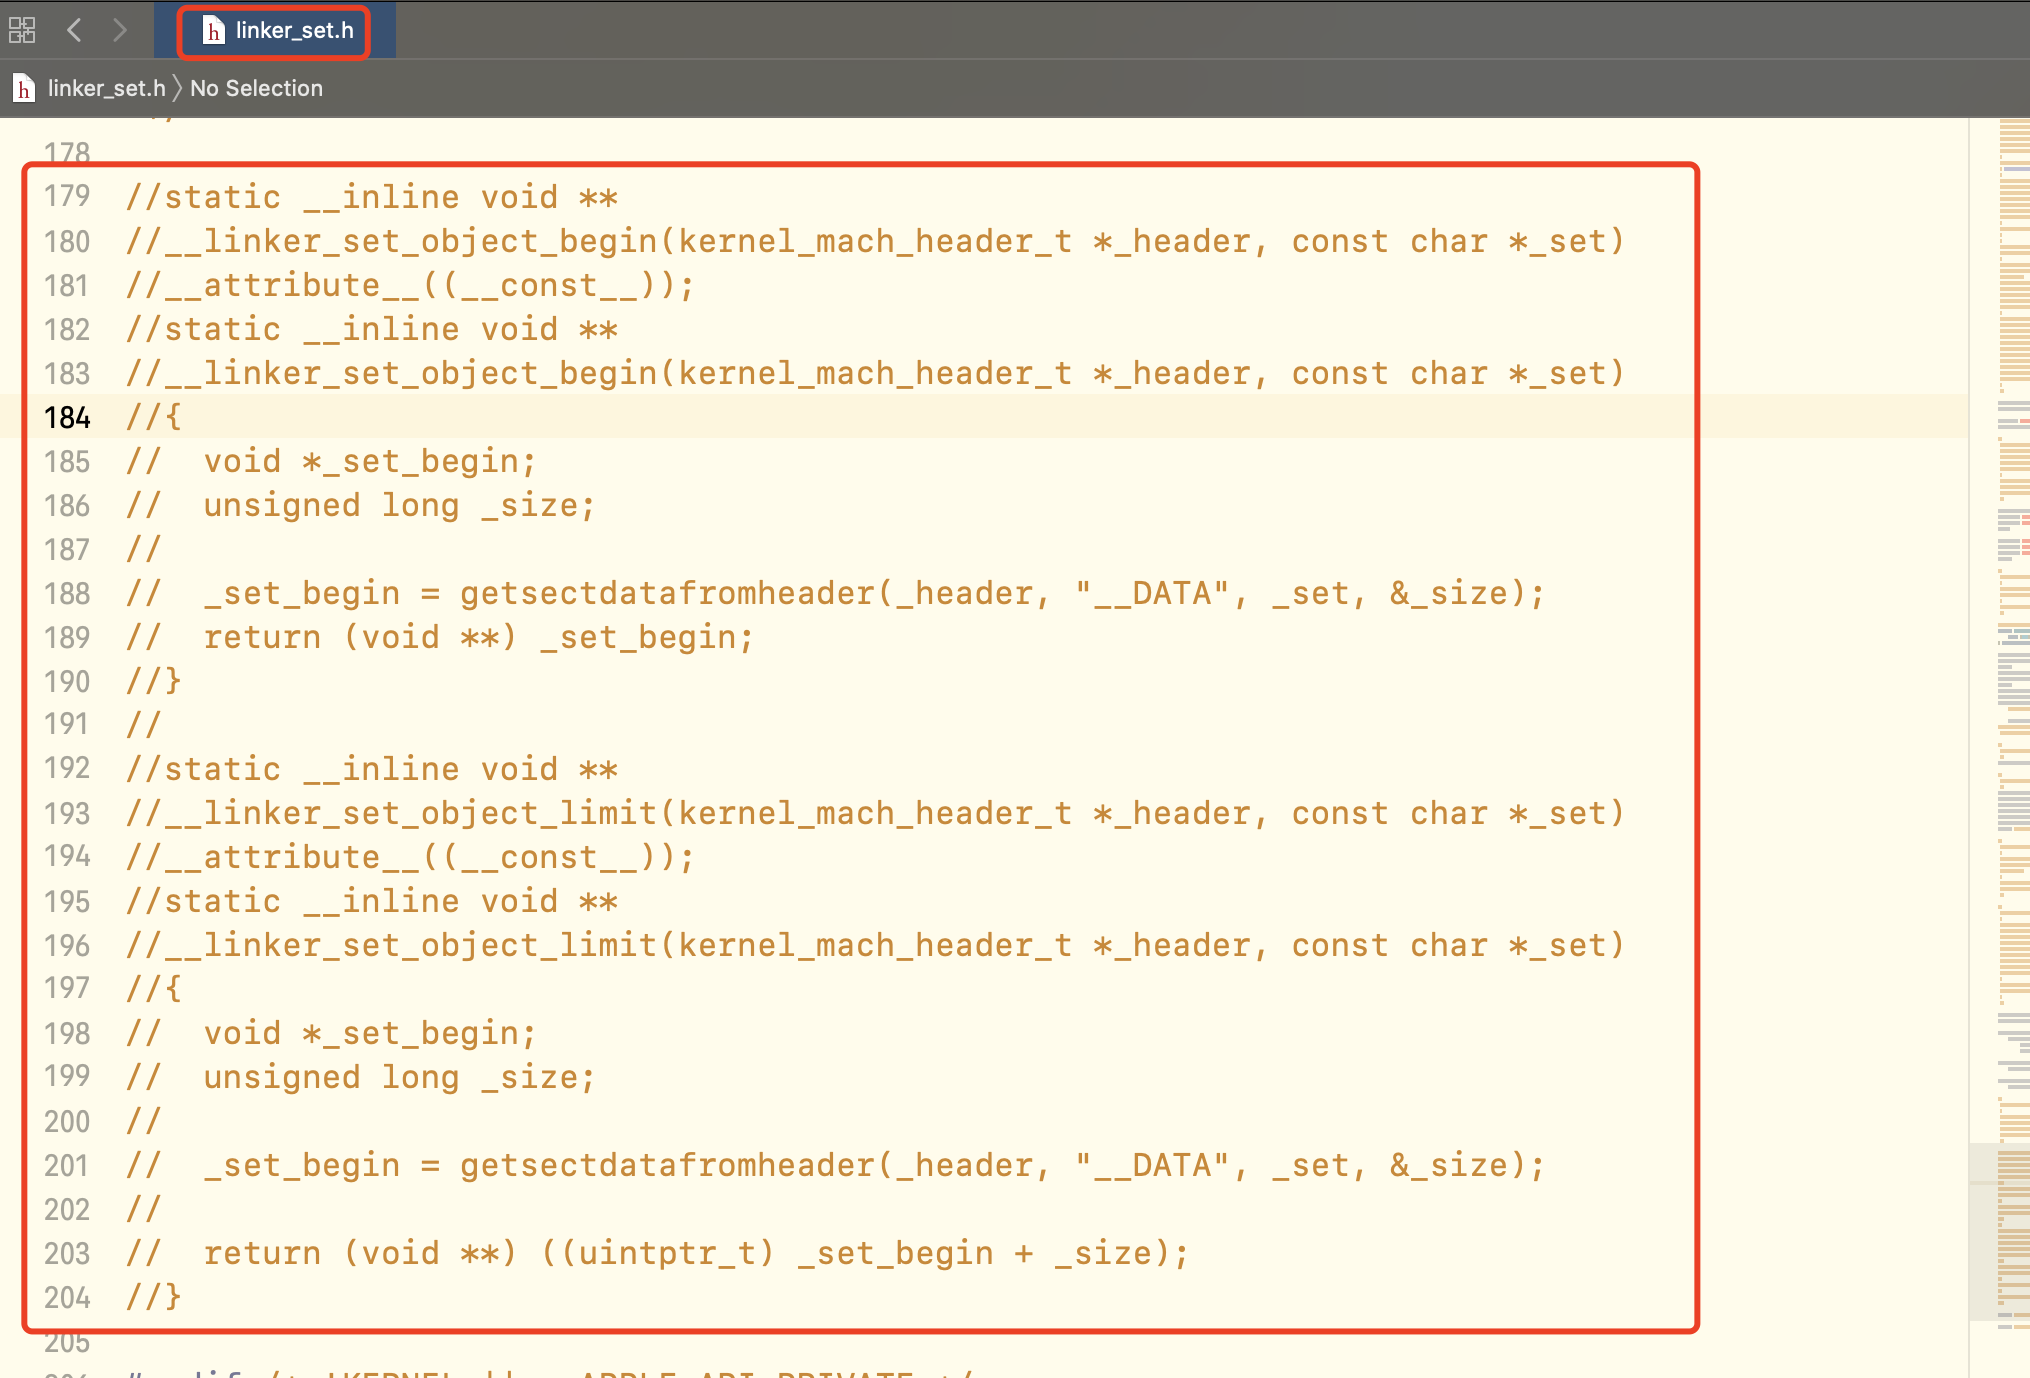 linker_set.h
linker_set.h 〉 No Selection
178
179 //static __inline void **
180 //__linker_set_object_begin(kernel_mach_header_t *_header, const char *_set)
181 //__attribute__((__const__));
182 //static __inline void **
183 //__linker_set_object_begin(kernel_mach_header_t *_header, const char *_set)
184 //{
185 //  void *_set_begin;
186 //  unsigned long _size;
187 //
188 //  _set_begin = getsectdatafromheader(_header, "__DATA", _set, &_size);
189 //  return (void **) _set_begin;
190 //}
191 //
192 //static __inline void **
193 //__linker_set_object_limit(kernel_mach_header_t *_header, const char *_set)
194 //__attribute__((__const__));
195 //static __inline void **
196 //__linker_set_object_limit(kernel_mach_header_t *_header, const char *_set)
197 //{
198 //  void *_set_begin;
199 //  unsigned long _size;
200 //
201 //  _set_begin = getsectdatafromheader(_header, "__DATA", _set, &_size);
202 //
203 //  return (void **) ((uintptr_t) _set_begin + _size);
204 //}
205